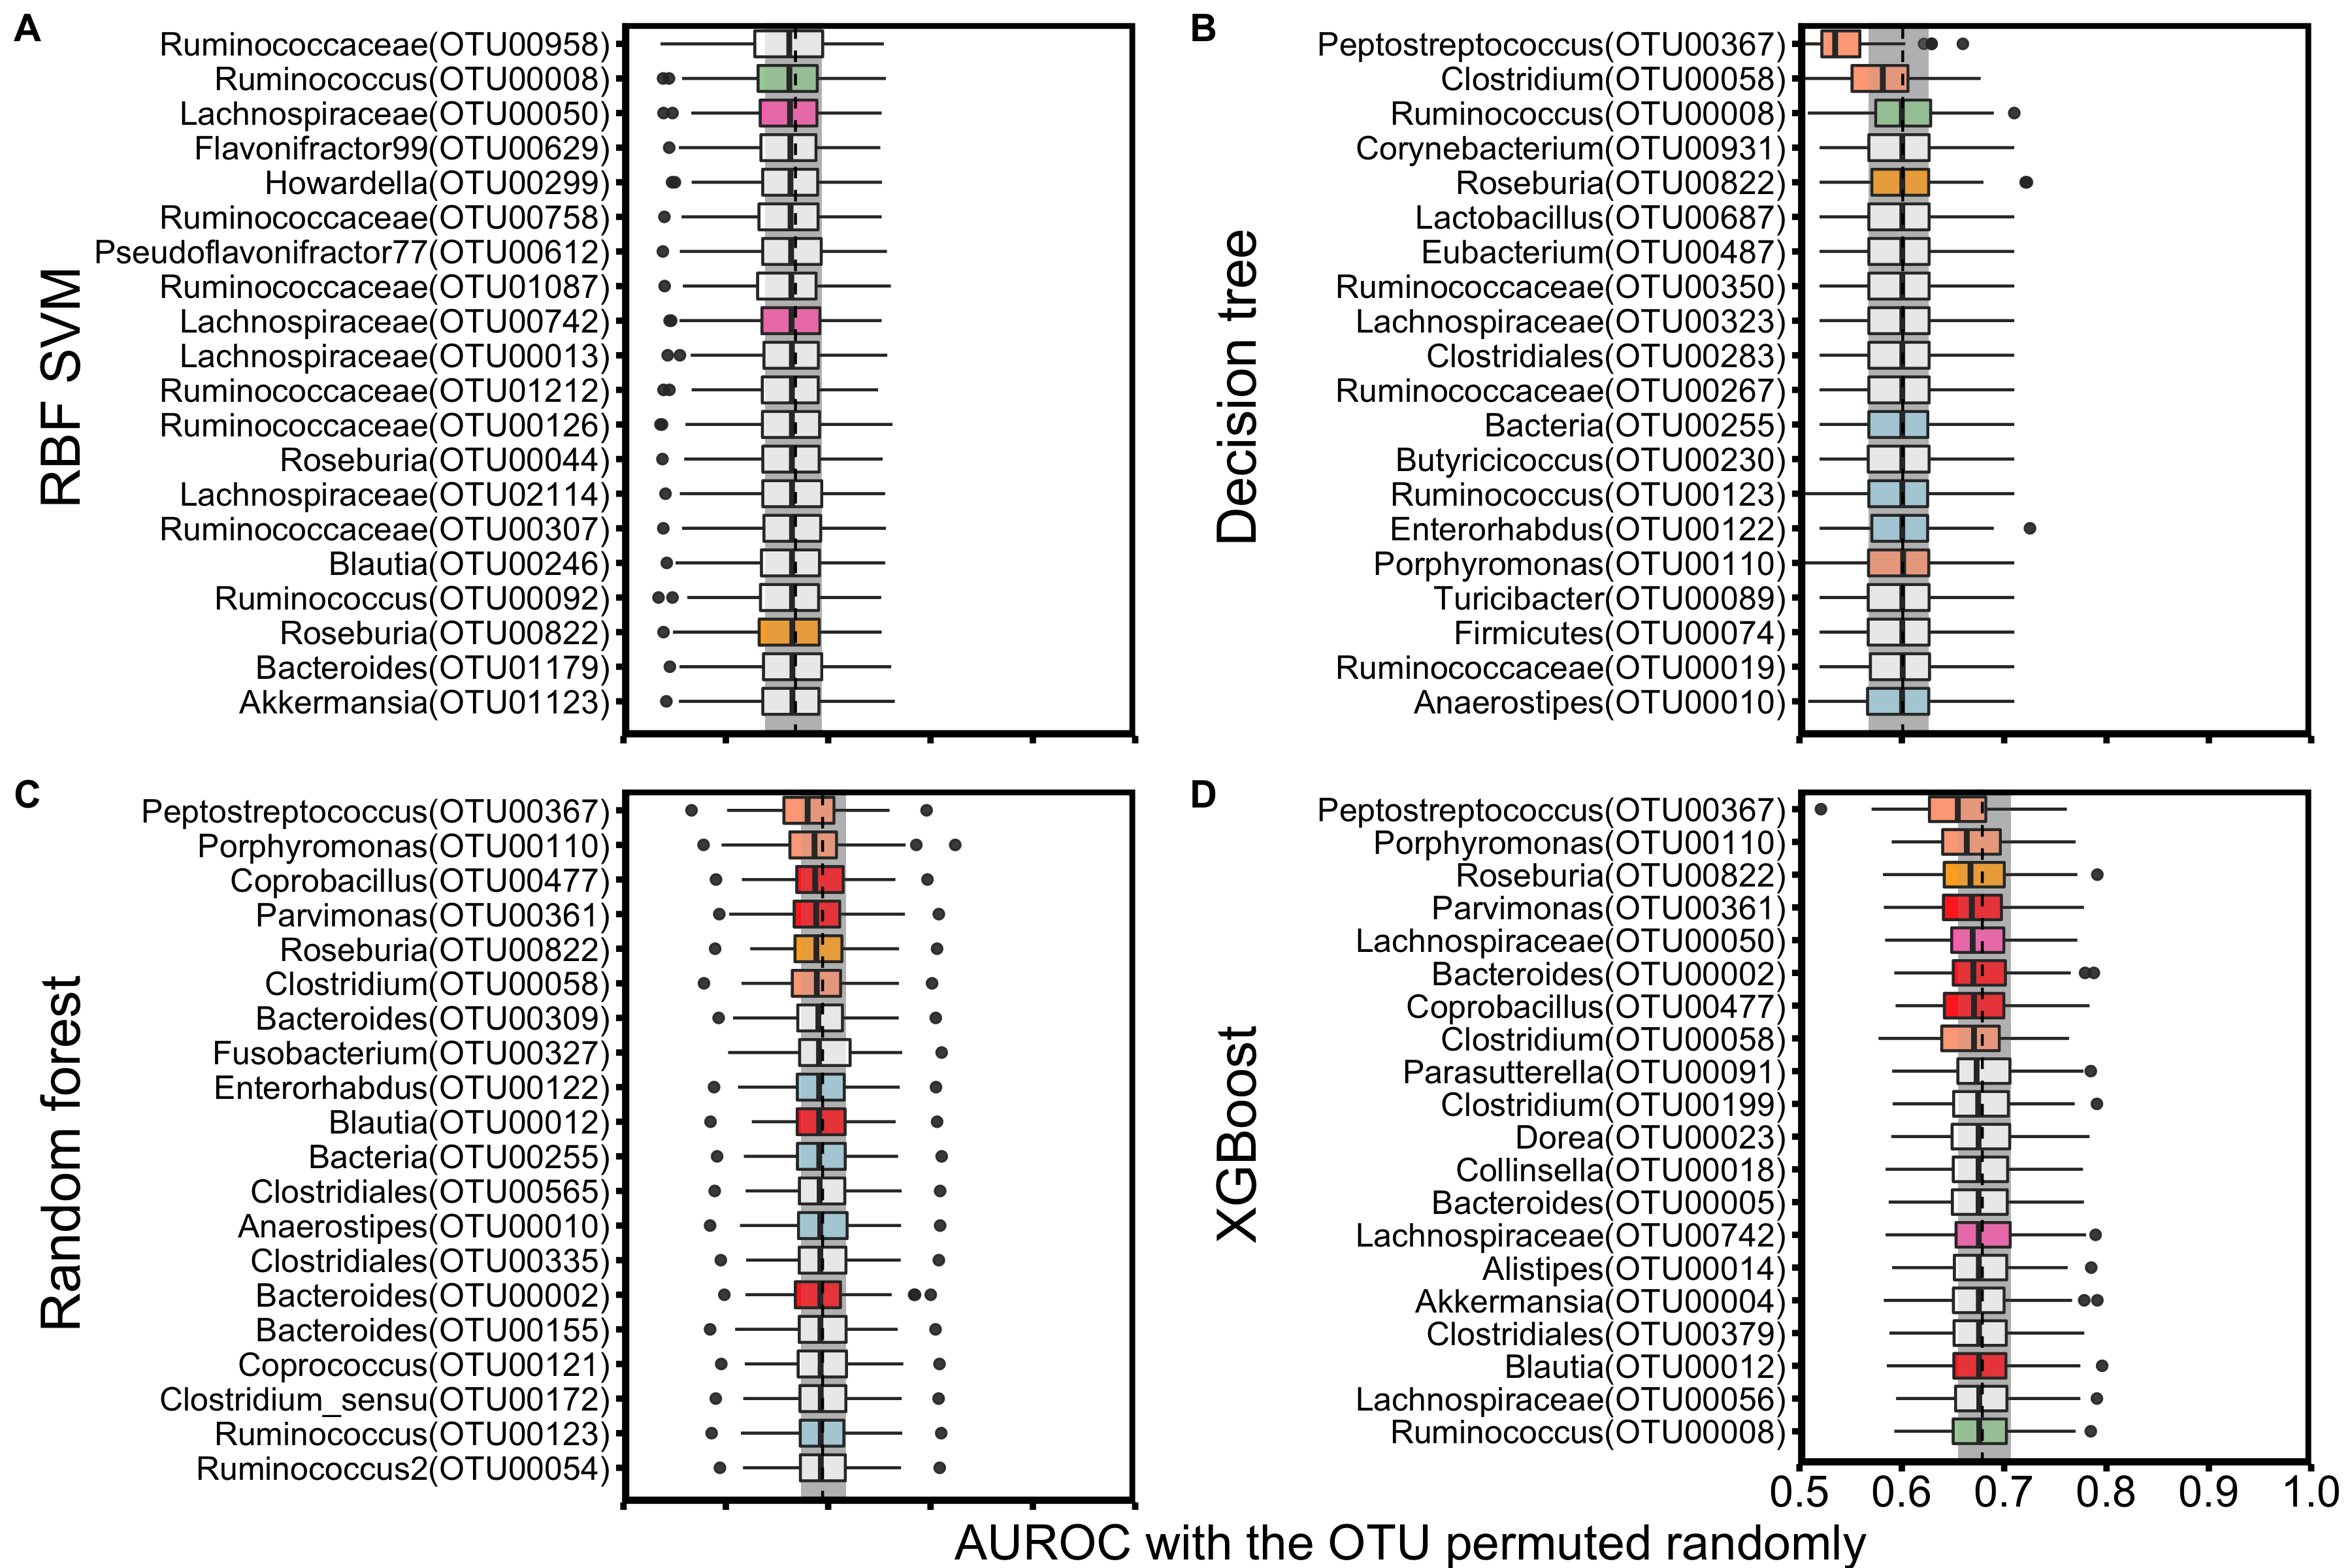 A
RBF SVM
Ruminococcaceae(OTU00958)
Ruminococcus(OTU00008)
Lachnospiraceae(OTU00050)
Flavonifractor99(OTU00629)
Howardella(OTU00299)
Ruminococcaceae(OTU00758)
Pseudoflavonifractor77(OTU00612)
Ruminococcaceae(OTU01087)
Lachnospiraceae(OTU00742)
Lachnospiraceae(OTU00013)
Ruminococcaceae(OTU01212)
Ruminococcaceae(OTU00126)
Roseburia(OTU00044)
Lachnospiraceae(OTU02114)
Ruminococcaceae(OTU00307)
Blautia(OTU00246)
Ruminococcus(OTU00092)
Roseburia(OTU00822)
Bacteroides(OTU01179)
Akkermansia(OTU01123)
B
Decision tree
Peptostreptococcus(OTU00367)
Clostridium(OTU00058)
Ruminococcus(OTU00008)
Corynebacterium(OTU00931)
Roseburia(OTU00822)
Lactobacillus(OTU00687)
Eubacterium(OTU00487)
Ruminococcaceae(OTU00350)
Lachnospiraceae(OTU00323)
Clostridiales(OTU00283)
Ruminococcaceae(OTU00267)
Bacteria(OTU00255)
Butyricicoccus(OTU00230)
Ruminococcus(OTU00123)
Enterorhabdus(OTU00122)
Porphyromonas(OTU00110)
Turicibacter(OTU00089)
Firmicutes(OTU00074)
Ruminococcaceae(OTU00019)
Anaerostipes(OTU00010)
C
Random forest
Peptostreptococcus(OTU00367)
Porphyromonas(OTU00110)
Coprobacillus(OTU00477)
Parvimonas(OTU00361)
Roseburia(OTU00822)
Clostridium(OTU00058)
Bacteroides(OTU00309)
Fusobacterium(OTU00327)
Enterorhabdus(OTU00122)
Blautia(OTU00012)
Bacteria(OTU00255)
Clostridiales(OTU00565)
Anaerostipes(OTU00010)
Clostridiales(OTU00335)
Bacteroides(OTU00002)
Bacteroides(OTU00155)
Coprococcus(OTU00121)
Clostridium_sensu(OTU00172)
Ruminococcus(OTU00123)
Ruminococcus2(OTU00054)
D
XGBoost
Peptostreptococcus(OTU00367)
Porphyromonas(OTU00110)
Roseburia(OTU00822)
Parvimonas(OTU00361)
Lachnospiraceae(OTU00050)
Bacteroides(OTU00002)
Coprobacillus(OTU00477)
Clostridium(OTU00058)
Parasutterella(OTU00091)
Clostridium(OTU00199)
Dorea(OTU00023)
Collinsella(OTU00018)
Bacteroides(OTU00005)
Lachnospiraceae(OTU00742)
Alistipes(OTU00014)
Akkermansia(OTU00004)
Clostridiales(OTU00379)
Blautia(OTU00012)
Lachnospiraceae(OTU00056)
Ruminococcus(OTU00008)
0.5 0.6 0.7 0.8 0.9 1.0
AUROC with the OTU permuted randomly